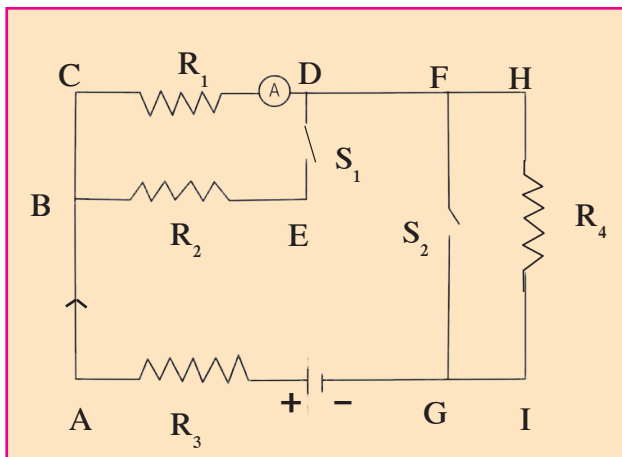 C R₁ A D F H
S₁
B R₂ E S₂ R₄
+ −
A R₃ G I